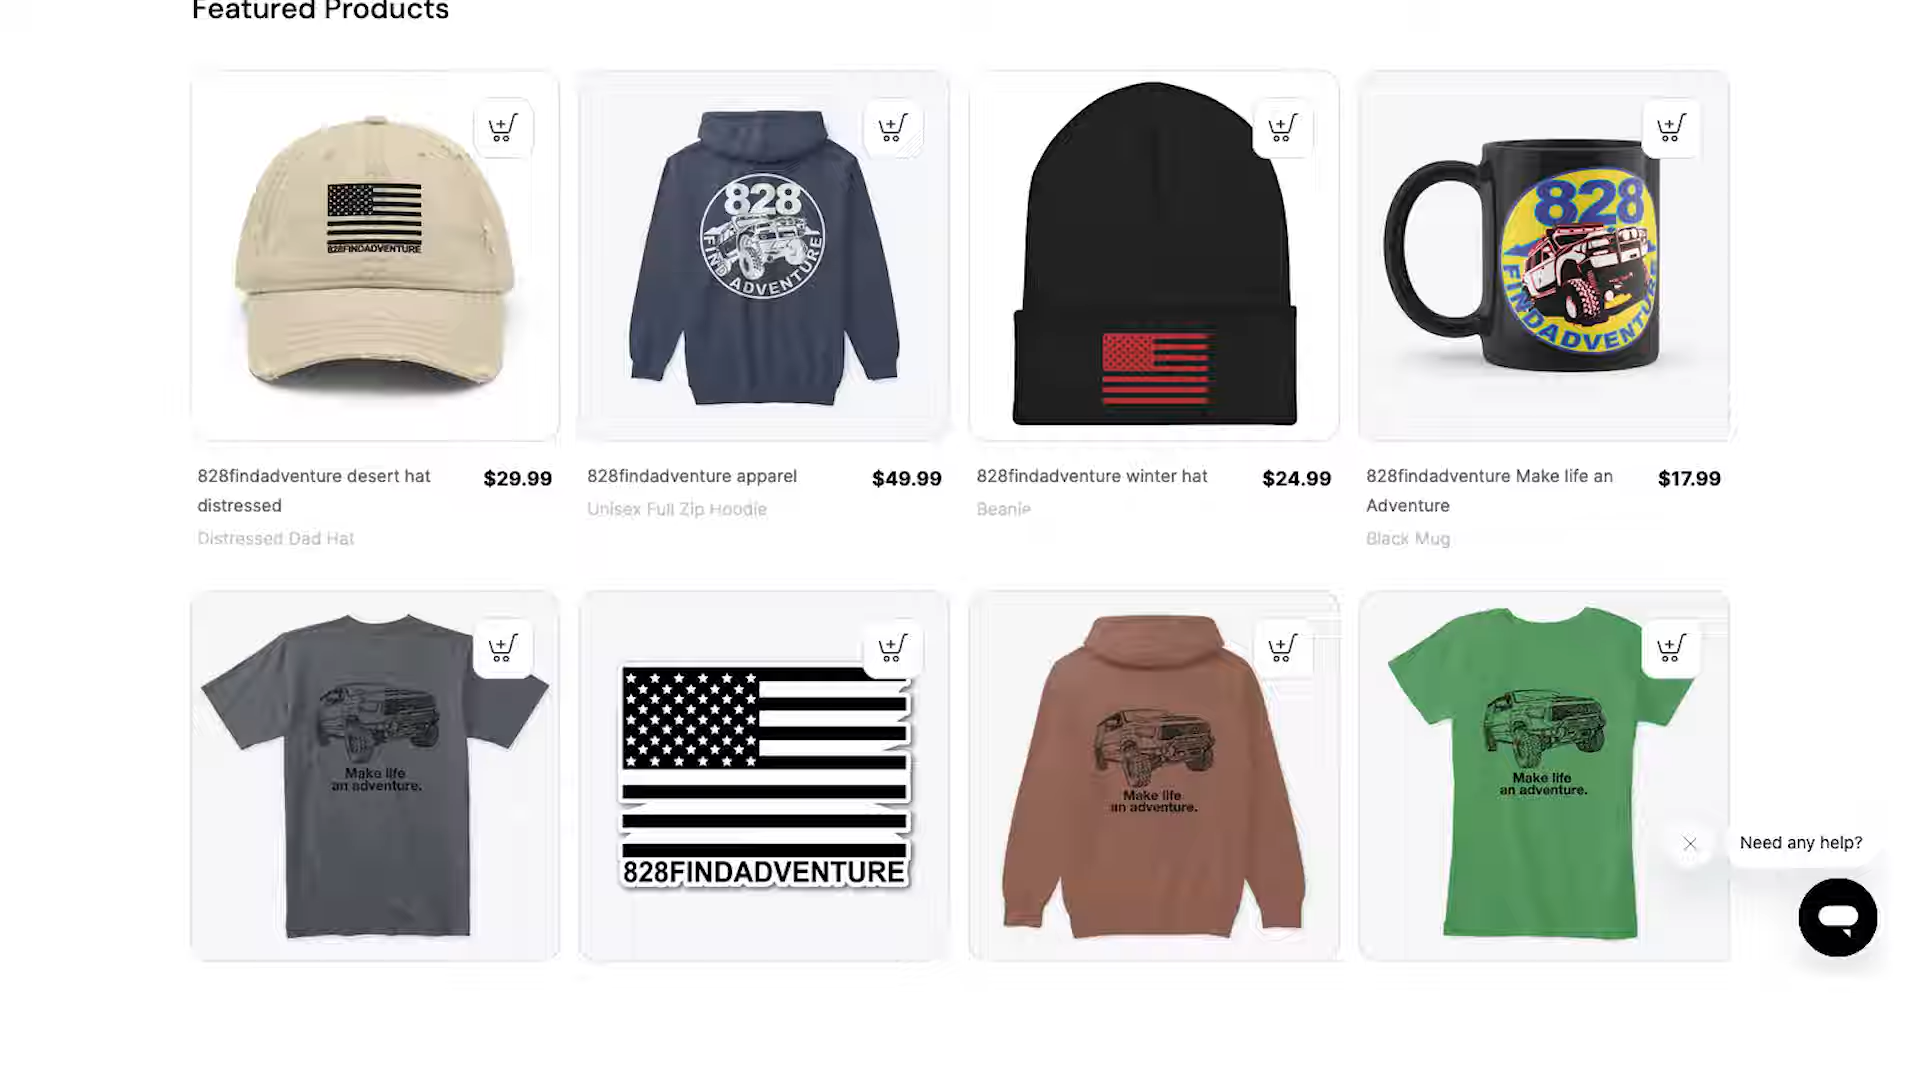 Featured Products
828FINDADVENTURE
828
FIND ADVENTURE
828
FINDADVENTURE
828findadventure desert hat
distressed
$29.99
Distressed Dad Hat
828findadventure apparel
$49.99
Unisex Full Zip Hoodie
828findadventure winter hat
$24.99
Beanie
828findadventure Make life an
Adventure
$17.99
Black Mug
Make life
an adventure.
828FINDADVENTURE
Make life
an adventure.
Make life
an adventure.
Need any help?